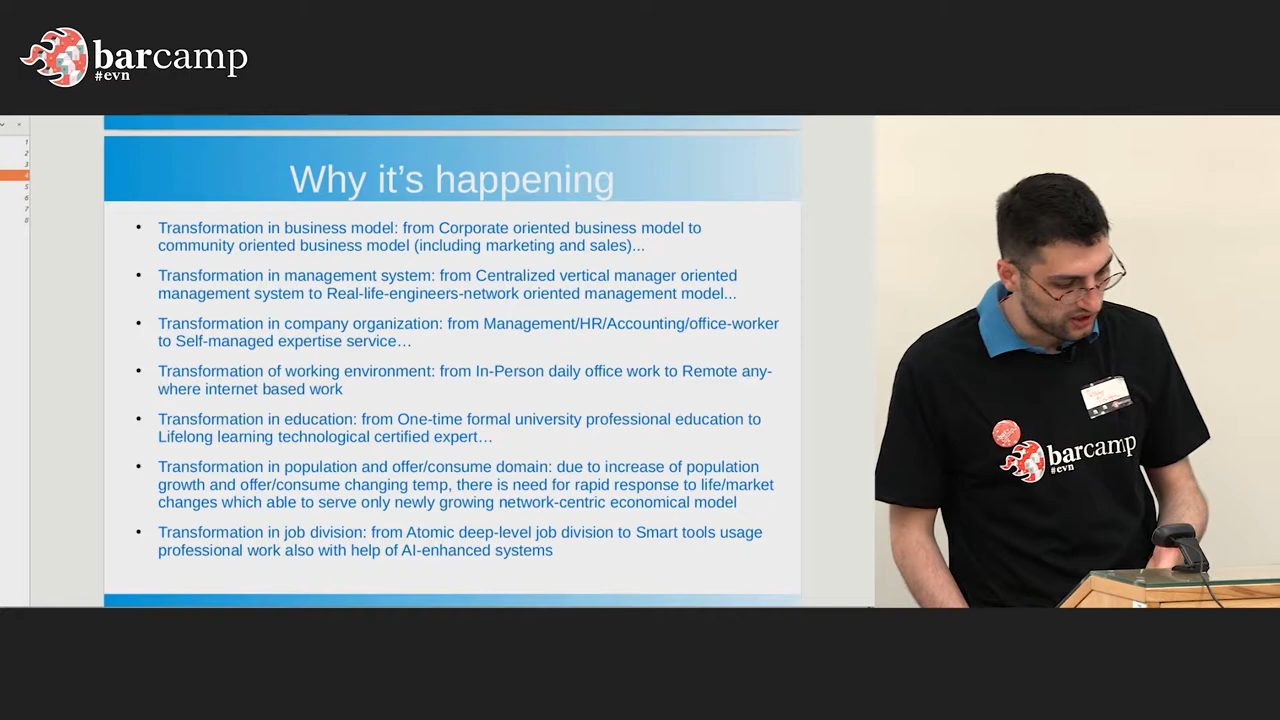 barcamp
#evn
1
2
3
4
5
6
7
8
Why it's happening
Transformation in business model: from Corporate oriented business model to
community oriented business model (including marketing and sales)...
Transformation in management system: from Centralized vertical manager oriented
management system to Real-life-engineers-network oriented management model...
Transformation in company organization: from Management/HR/Accounting/office-worker
to Self-managed expertise service…
Transformation of working environment: from In-Person daily office work to Remote any-
where internet based work
Transformation in education: from One-time formal university professional education to
Lifelong learning technological certified expert…
Transformation in population and offer/consume domain: due to increase of population
growth and offer/consume changing temp, there is need for rapid response to life/market
changes which able to serve only newly growing network-centric economical model
Transformation in job division: from Atomic deep-level job division to Smart tools usage
professional work also with help of AI-enhanced systems
barcamp
#evn